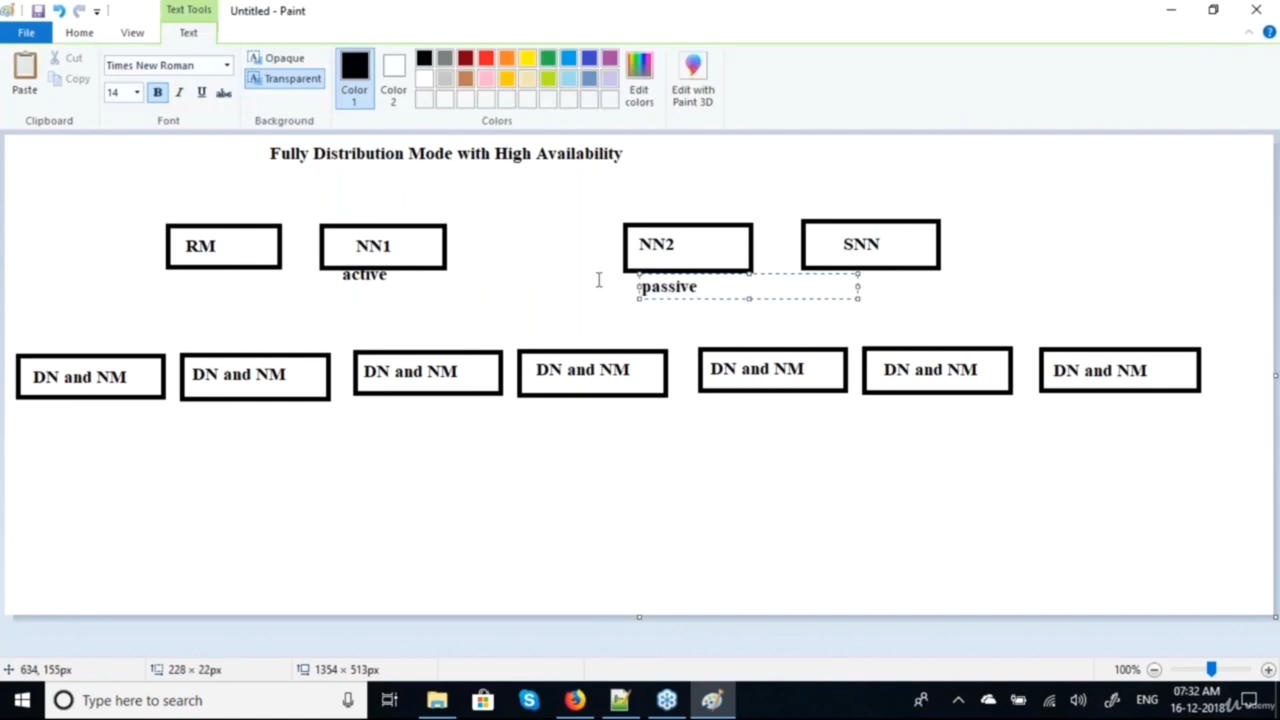 Text Tools
Untitled - Paint
File
Home
View
Text
Paste
Cut
Copy
Times New Roman
14
B
I
U
abc
Opaque
Transparent
Color
1
Color
2
Edit
colors
Edit with
Paint 3D
Clipboard
Font
Background
Colors
Fully Distribution Mode with High Availability
RM
NN1
NN2
SNN
active
passive
DN and NM
DN and NM
DN and NM
DN and NM
DN and NM
DN and NM
DN and NM
634, 155px
228 × 22px
1354 × 513px
100%
Type here to search
ENG
07:32 AM
16-12-2018
Udemy